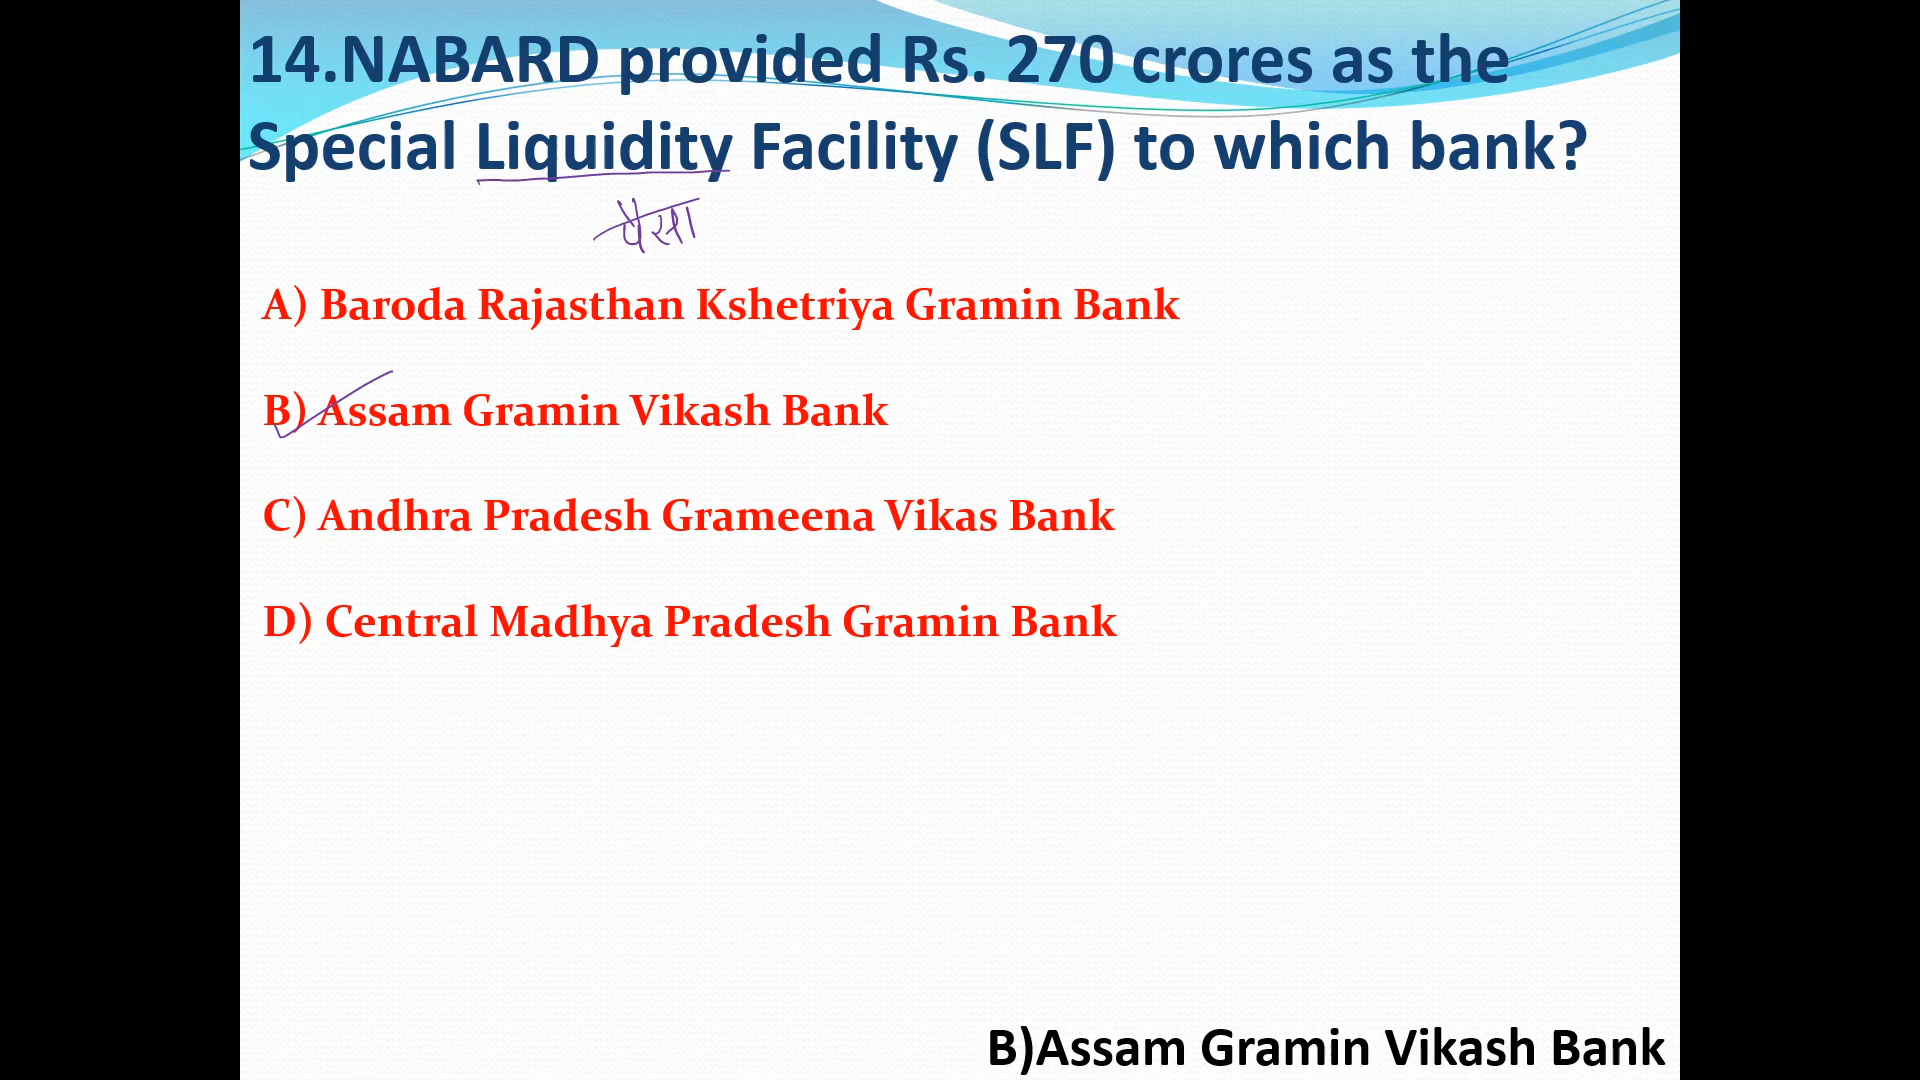 14.NABARD provided Rs. 270 crores as the
Special Liquidity Facility (SLF) to which bank?
पैसा
A) Baroda Rajasthan Kshetriya Gramin Bank
B) Assam Gramin Vikash Bank
C) Andhra Pradesh Grameena Vikas Bank
D) Central Madhya Pradesh Gramin Bank
B)Assam Gramin Vikash Bank